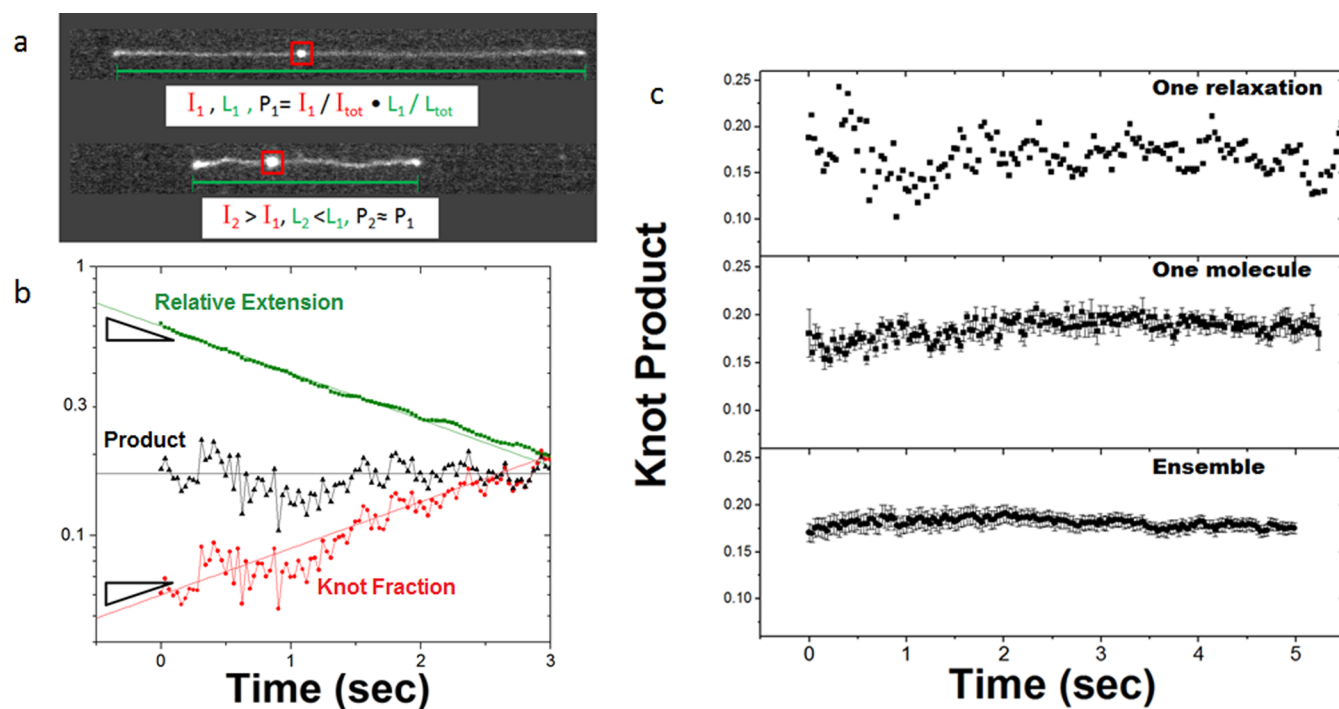 a
I₁ , L₁ , P₁= I₁ / Iₜₒₜ • L₁ / Lₜₒₜ
I₂ > I₁, L₂ <L₁, P₂≈ P₁
b
1
0.3
0.1
Relative Extension
Product
Knot Fraction
0 1 2 3
Time (sec)
c
Knot Product
One relaxation
0.25
0.20
0.15
0.10
One molecule
0.25
0.20
0.15
0.10
Ensemble
0.25
0.20
0.15
0.10
0 1 2 3 4 5
Time (sec)